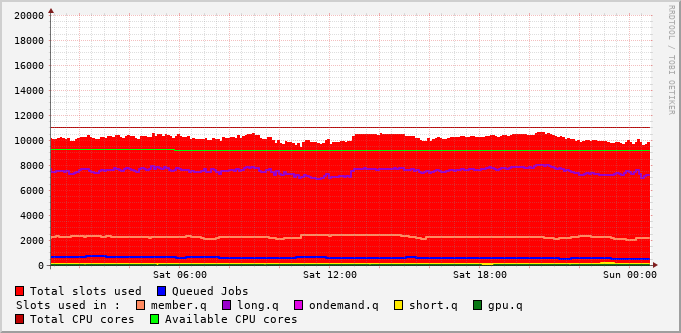 20000
18000
16000
14000
12000
10000
8000
6000
4000
2000
0
Sat 06:00 Sat 12:00 Sat 18:00 Sun 00:00
Total slots used Queued Jobs
Slots used in : member.q long.q ondemand.q short.q gpu.q
Total CPU cores Available CPU cores
RRDTOOL / TOBI OETIKER